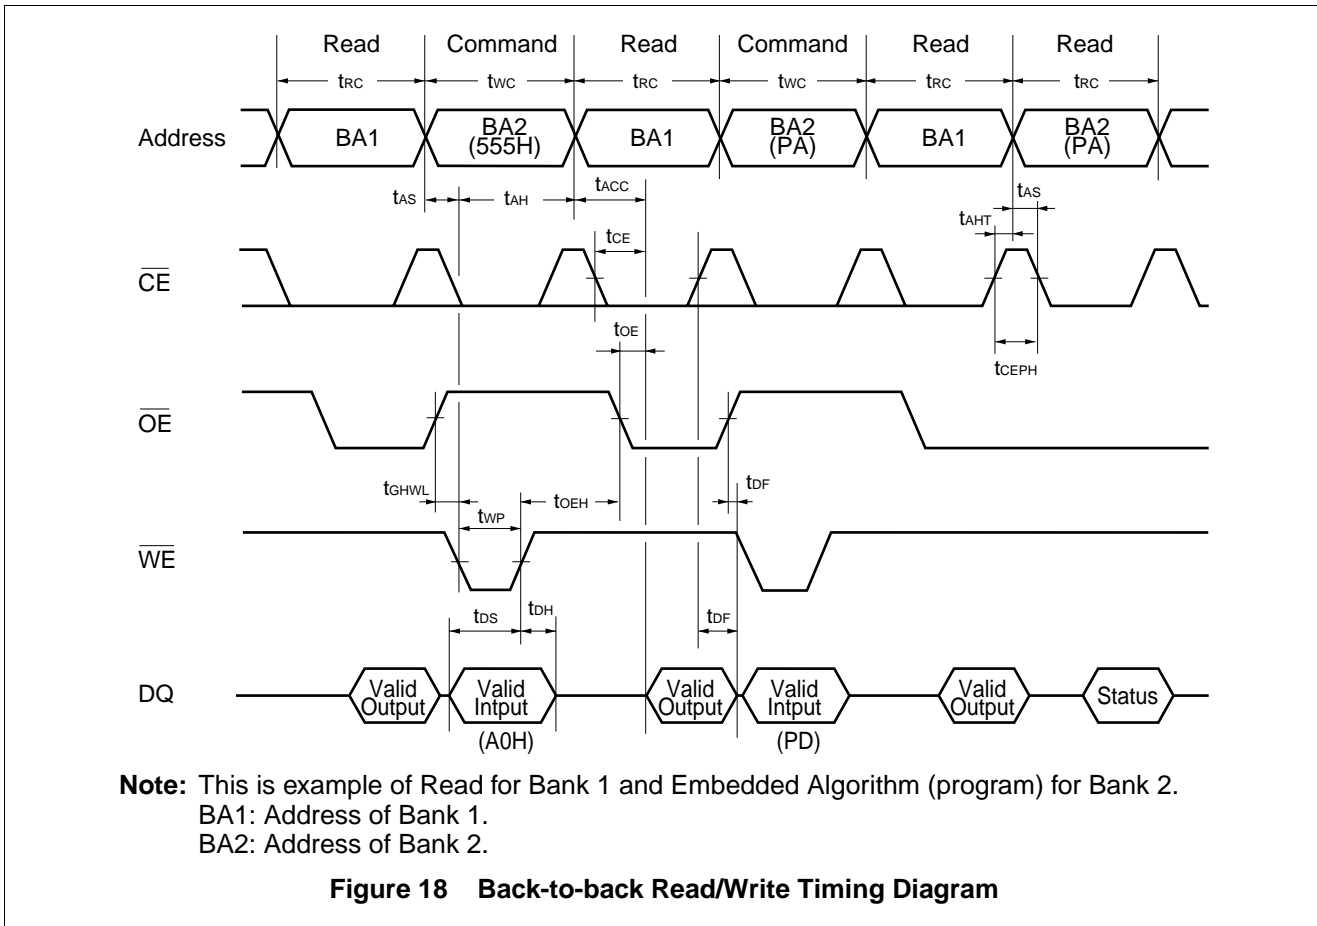 Read Command Read Command Read Read
tRC tWC tRC tWC tRC tRC
Address BA1 BA2 (555H) BA1 BA2 (PA) BA1 BA2 (PA)
tAS tAH tACC tAS
tAHT
tCE
CE
tOE
tCEPH
OE
tGHWL tOEH tDF
tWP
WE
tDS tDH tDF
DQ Valid Output Valid Intput Valid Output Valid Intput Valid Output Status
(A0H) (PD)
Note: This is example of Read for Bank 1 and Embedded Algorithm (program) for Bank 2.
BA1: Address of Bank 1.
BA2: Address of Bank 2.
Figure 18 Back-to-back Read/Write Timing Diagram